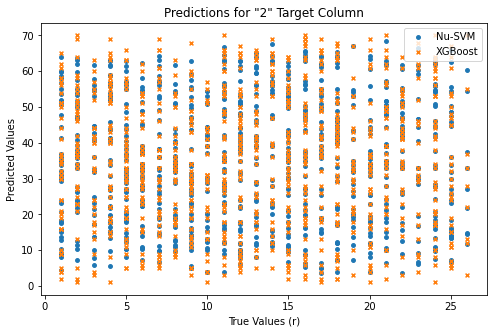 Predictions for "2" Target Column
Nu-SVM
XGBoost
Predicted Values
70
60
50
40
30
20
10
0
0
5
10
15
20
25
True Values (r)